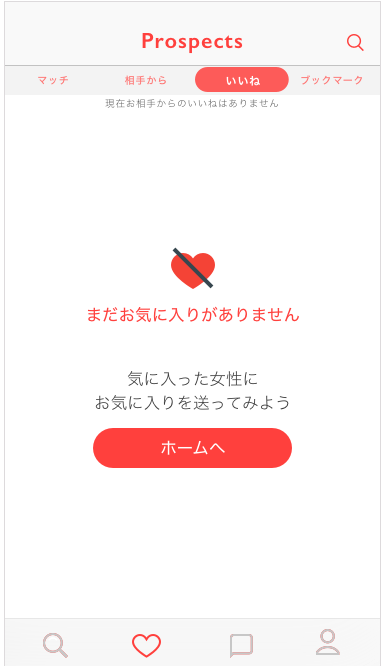 Prospects
マッチ 相手から いいね ブックマーク
現在お相手からのいいねはありません
まだお気に入りがありません
気に入った女性に
お気に入りを送ってみよう
ホームへ